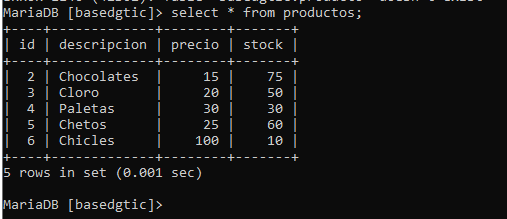 MariaDB [basedgtic]> select * from productos;
+----+-------------+--------+-------+
| id | descripcion | precio | stock |
+----+-------------+--------+-------+
| 2 | Chocolates | 15 | 75 |
| 3 | Cloro | 20 | 50 |
| 4 | Paletas | 30 | 30 |
| 5 | Chetos | 25 | 60 |
| 6 | Chicles | 100 | 10 |
+----+-------------+--------+-------+
5 rows in set (0.001 sec)
MariaDB [basedgtic]>